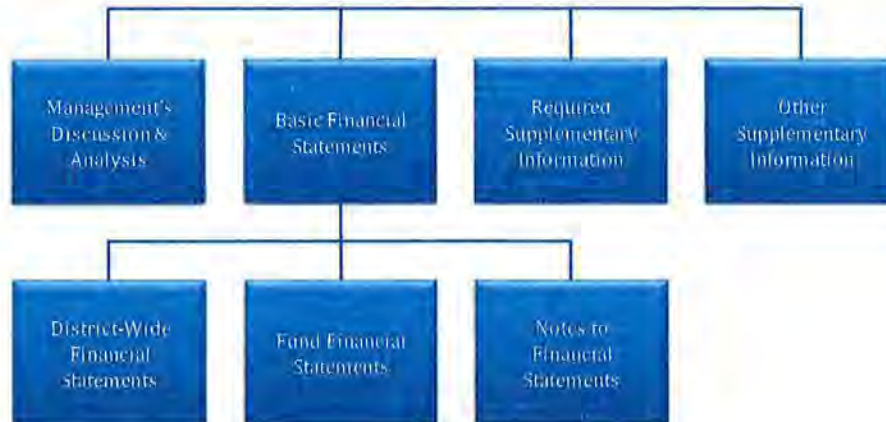 Management's
Discussion &
Analysis
Basic Financial
Statements
Required
Supplementary
Information
Other
Supplementary
Information
District-Wide
Financial
Statements
Fund Financial
Statements
Notes to
Financial
Statements